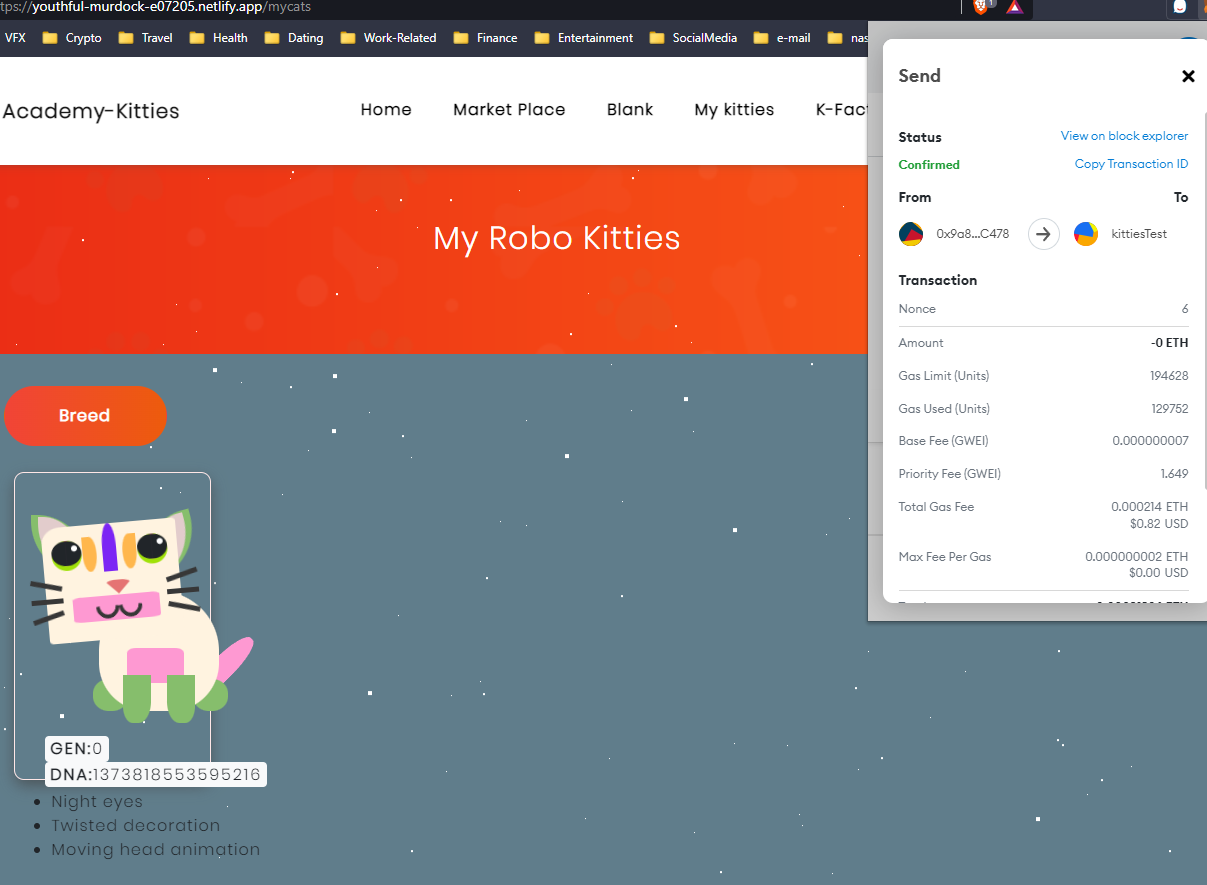 tps://youthful-murdock-e07205.netlify.app/mycats
VFX Crypto Travel Health Dating Work-Related Finance Entertainment SocialMedia e-mail nas
Academy-Kitties
Home Market Place Blank My kitties K-Fac
My Robo Kitties
Breed
GEN:0
DNA:1373818553595216
Night eyes
Twisted decoration
Moving head animation
1
Send
Status View on block explorer
Confirmed Copy Transaction ID
From To
0x9a8...C478 kittiesTest
Transaction
Nonce 6
Amount -0 ETH
Gas Limit (Units) 194628
Gas Used (Units) 129752
Base Fee (GWEI) 0.000000007
Priority Fee (GWEI) 1.649
Total Gas Fee 0.000214 ETH
$0.82 USD
Max Fee Per Gas 0.000000002 ETH
$0.00 USD